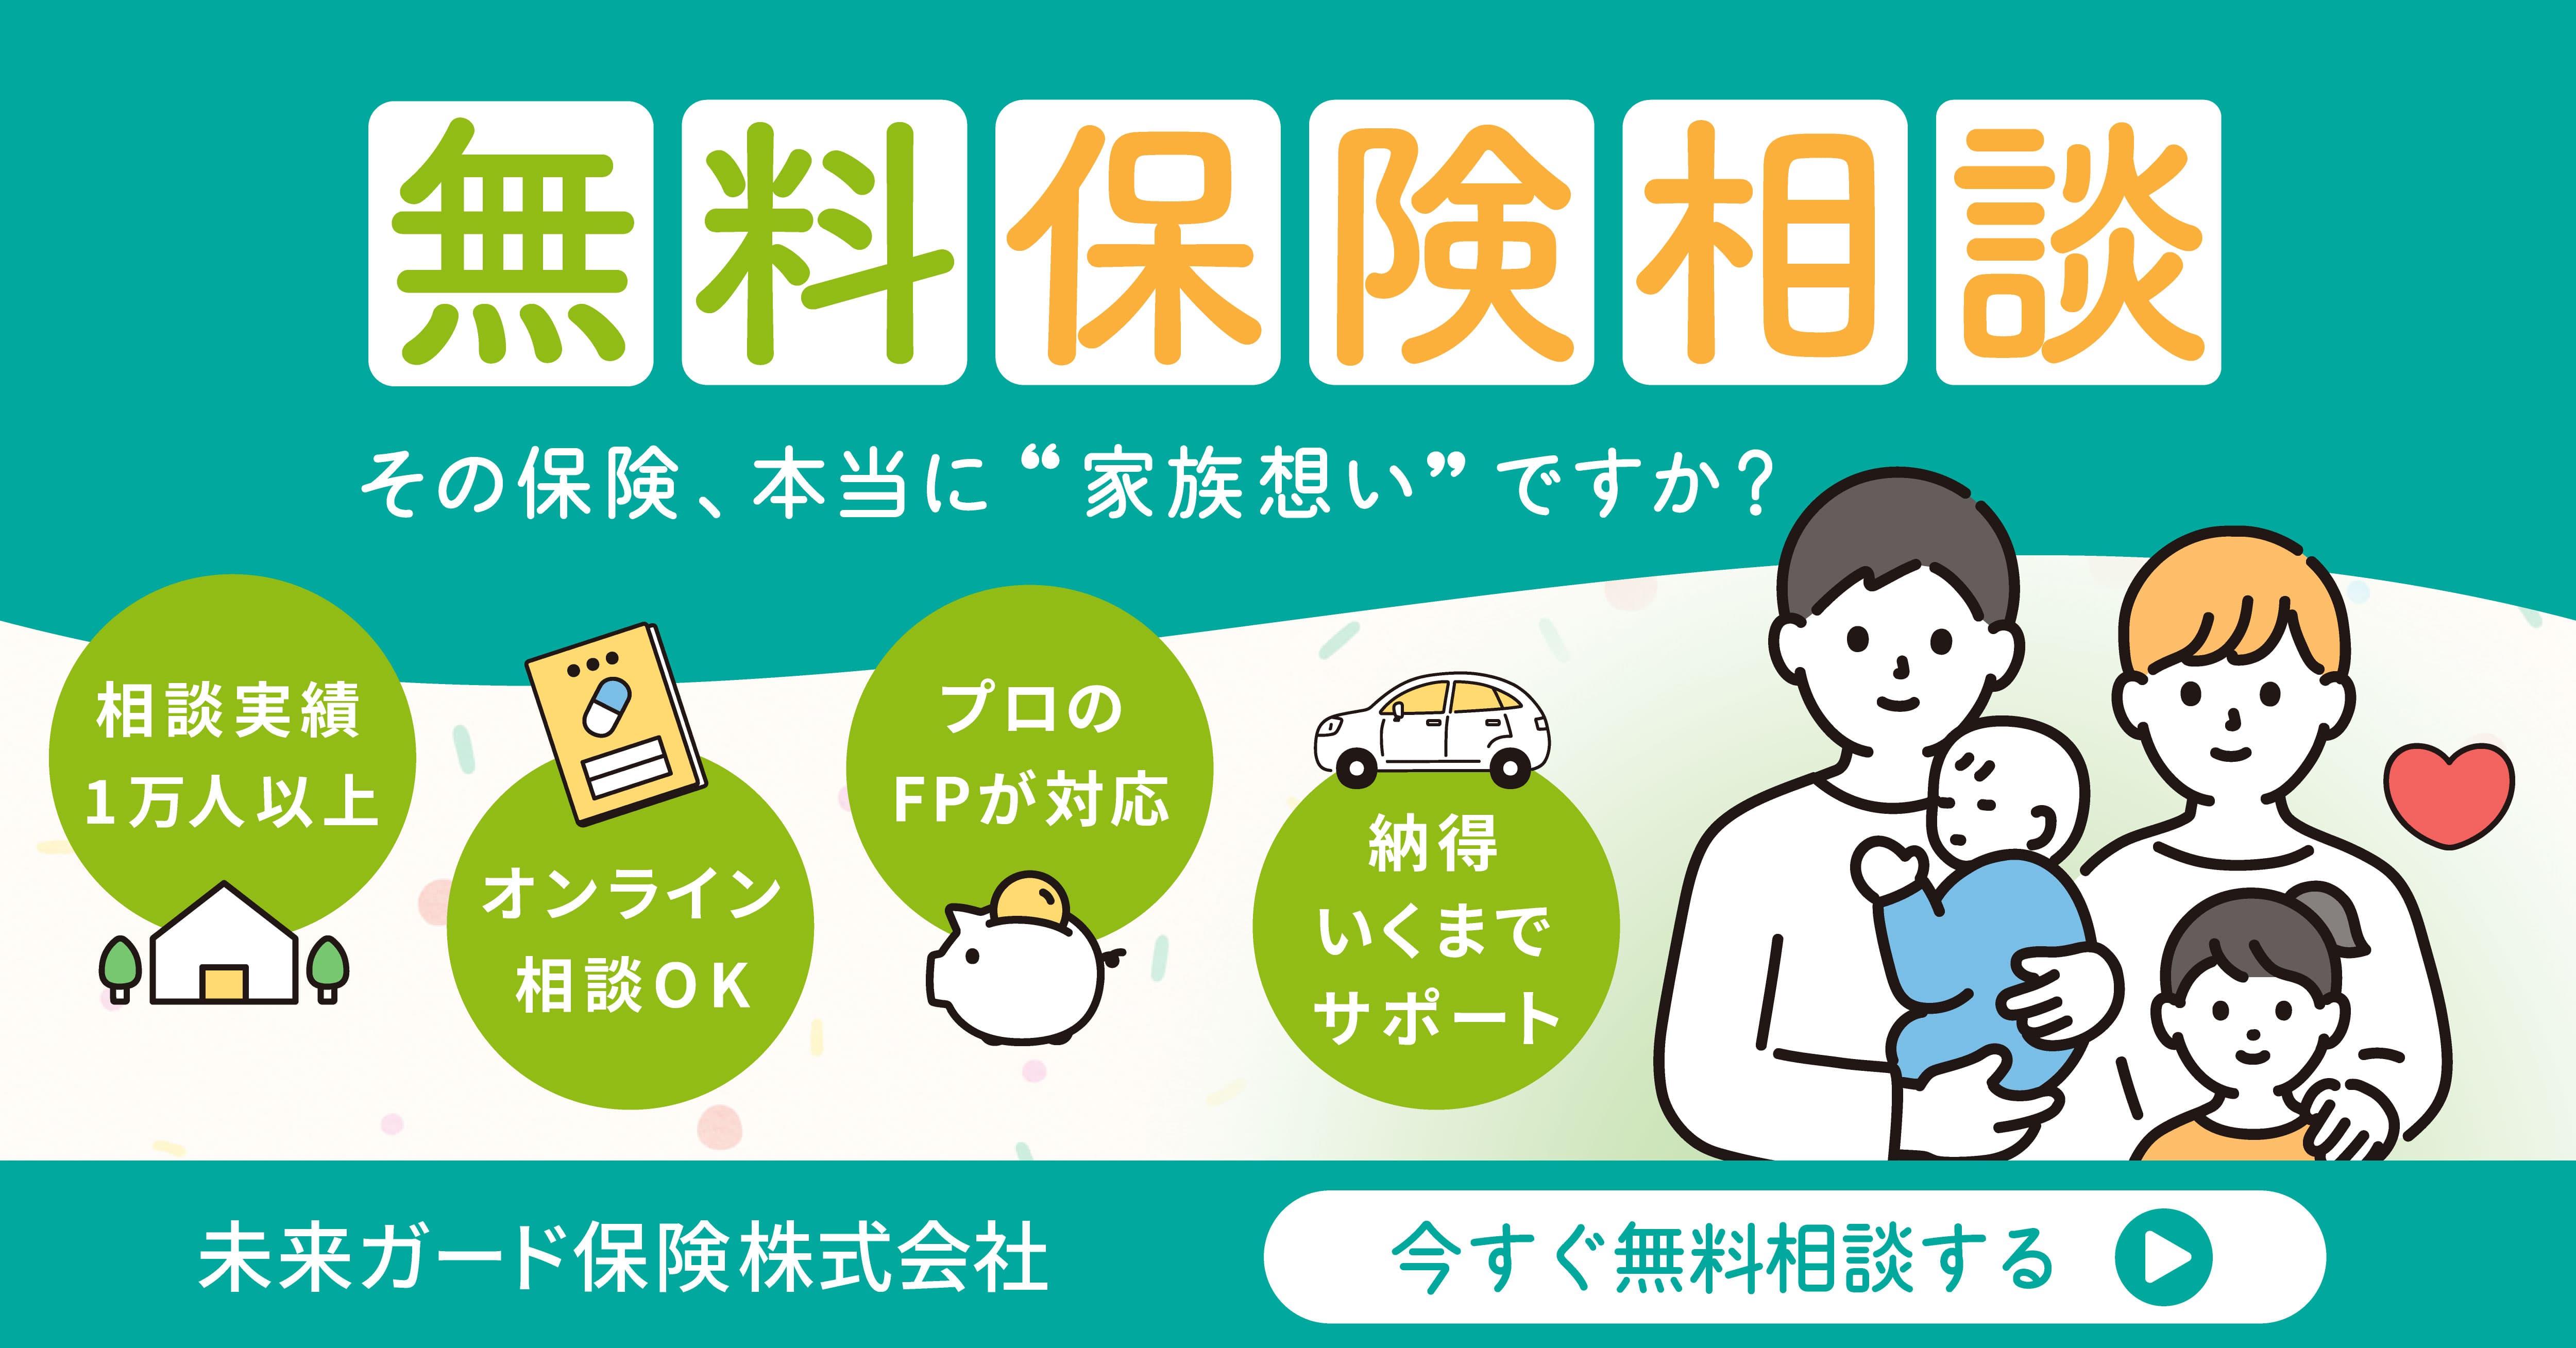 無料保険相談
その保険、本当に“家族想い”ですか?
相談実績
1万人以上
オンライン
相談OK
プロの
FPが対応
納得
いくまで
サポート
未来ガード保険株式会社
今すぐ無料相談する